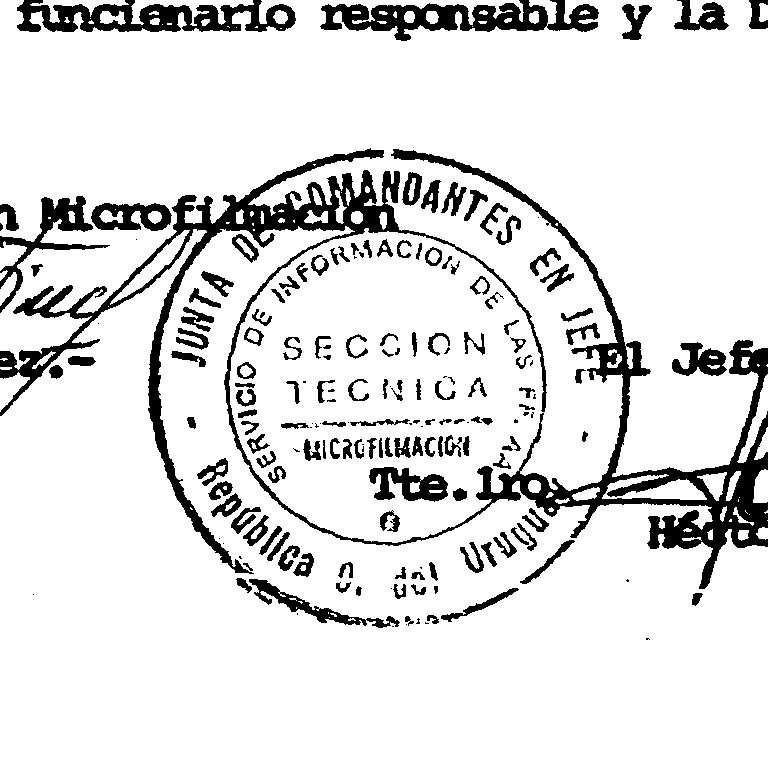 funcionario responsable y la D
n Microfilmación
JUNTA DE COMANDANTES EN JEFE
SERVICIO DE INFORMACION DE LAS FF. AA.
SECCION
TECNICA
MICROFILMACION
República O. del Uruguay
ez.-
El Jefe
Tte.1ro.
Hécto